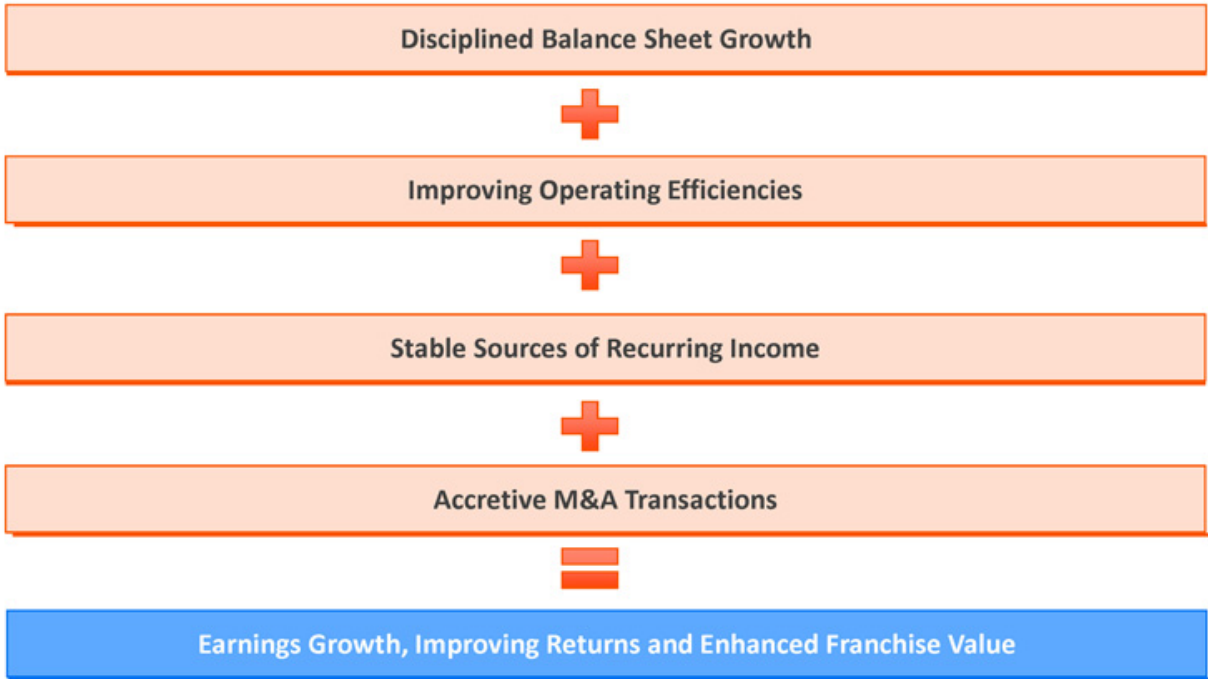 Disciplined Balance Sheet Growth
Improving Operating Efficiencies
Stable Sources of Recurring Income
Accretive M&A Transactions
Earnings Growth, Improving Returns and Enhanced Franchise Value